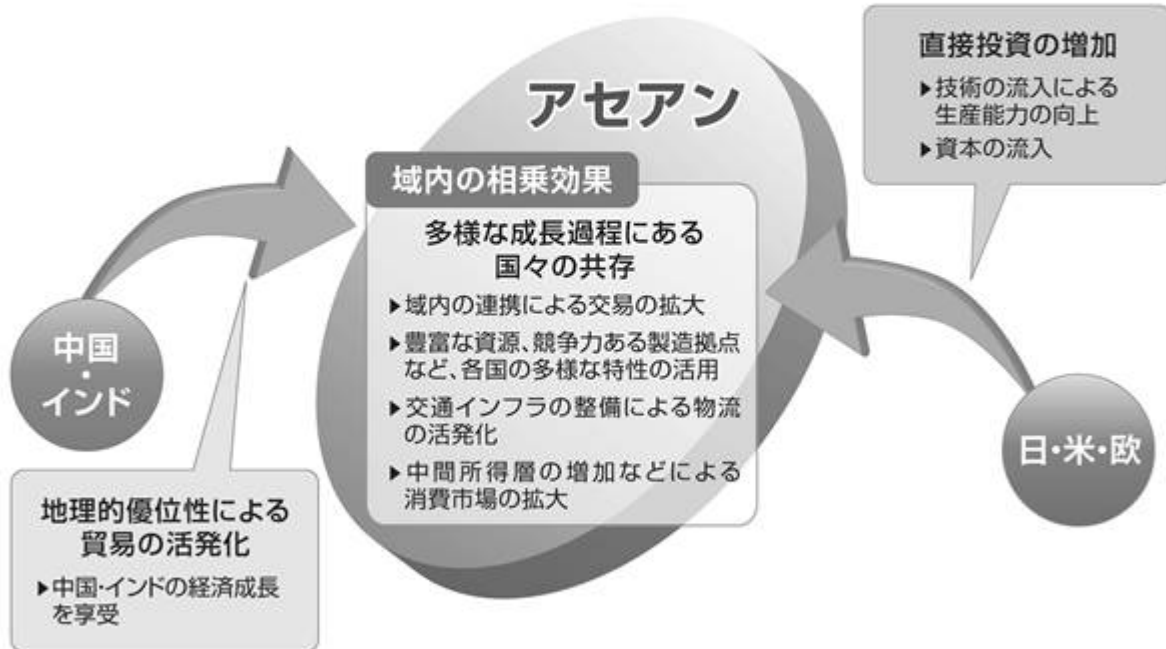 アセアン
域内の相乗効果
多様な成長過程にある
国々の共存
▶域内の連携による交易の拡大
▶豊富な資源、競争力ある製造拠点
など、各国の多様な特性の活用
▶交通インフラの整備による物流
の活発化
▶中間所得層の増加などによる
消費市場の拡大
中国
・
インド
地理的優位性による
貿易の活発化
▶中国・インドの経済成長
を享受
直接投資の増加
▶技術の流入による
生産能力の向上
▶資本の流入
日・米・欧